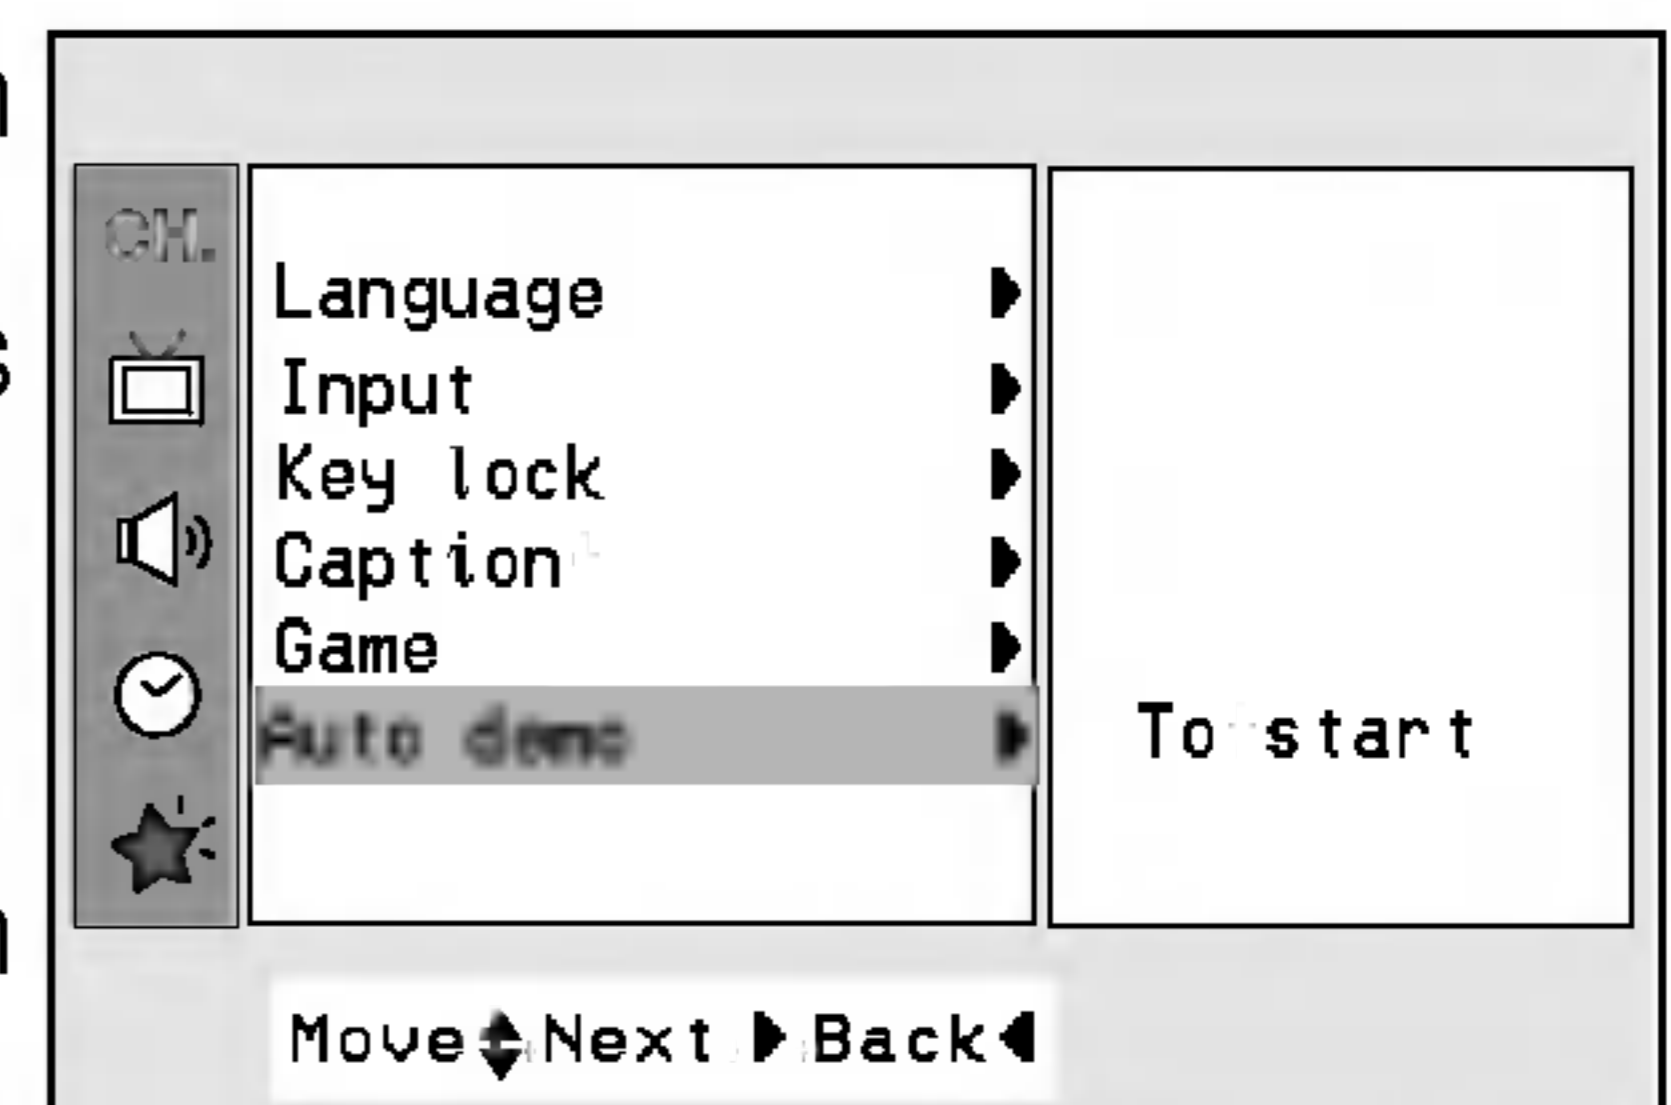 CH.
Language
Input
Key lock
Caption
Game
Auto demo
To start
Move Next Back